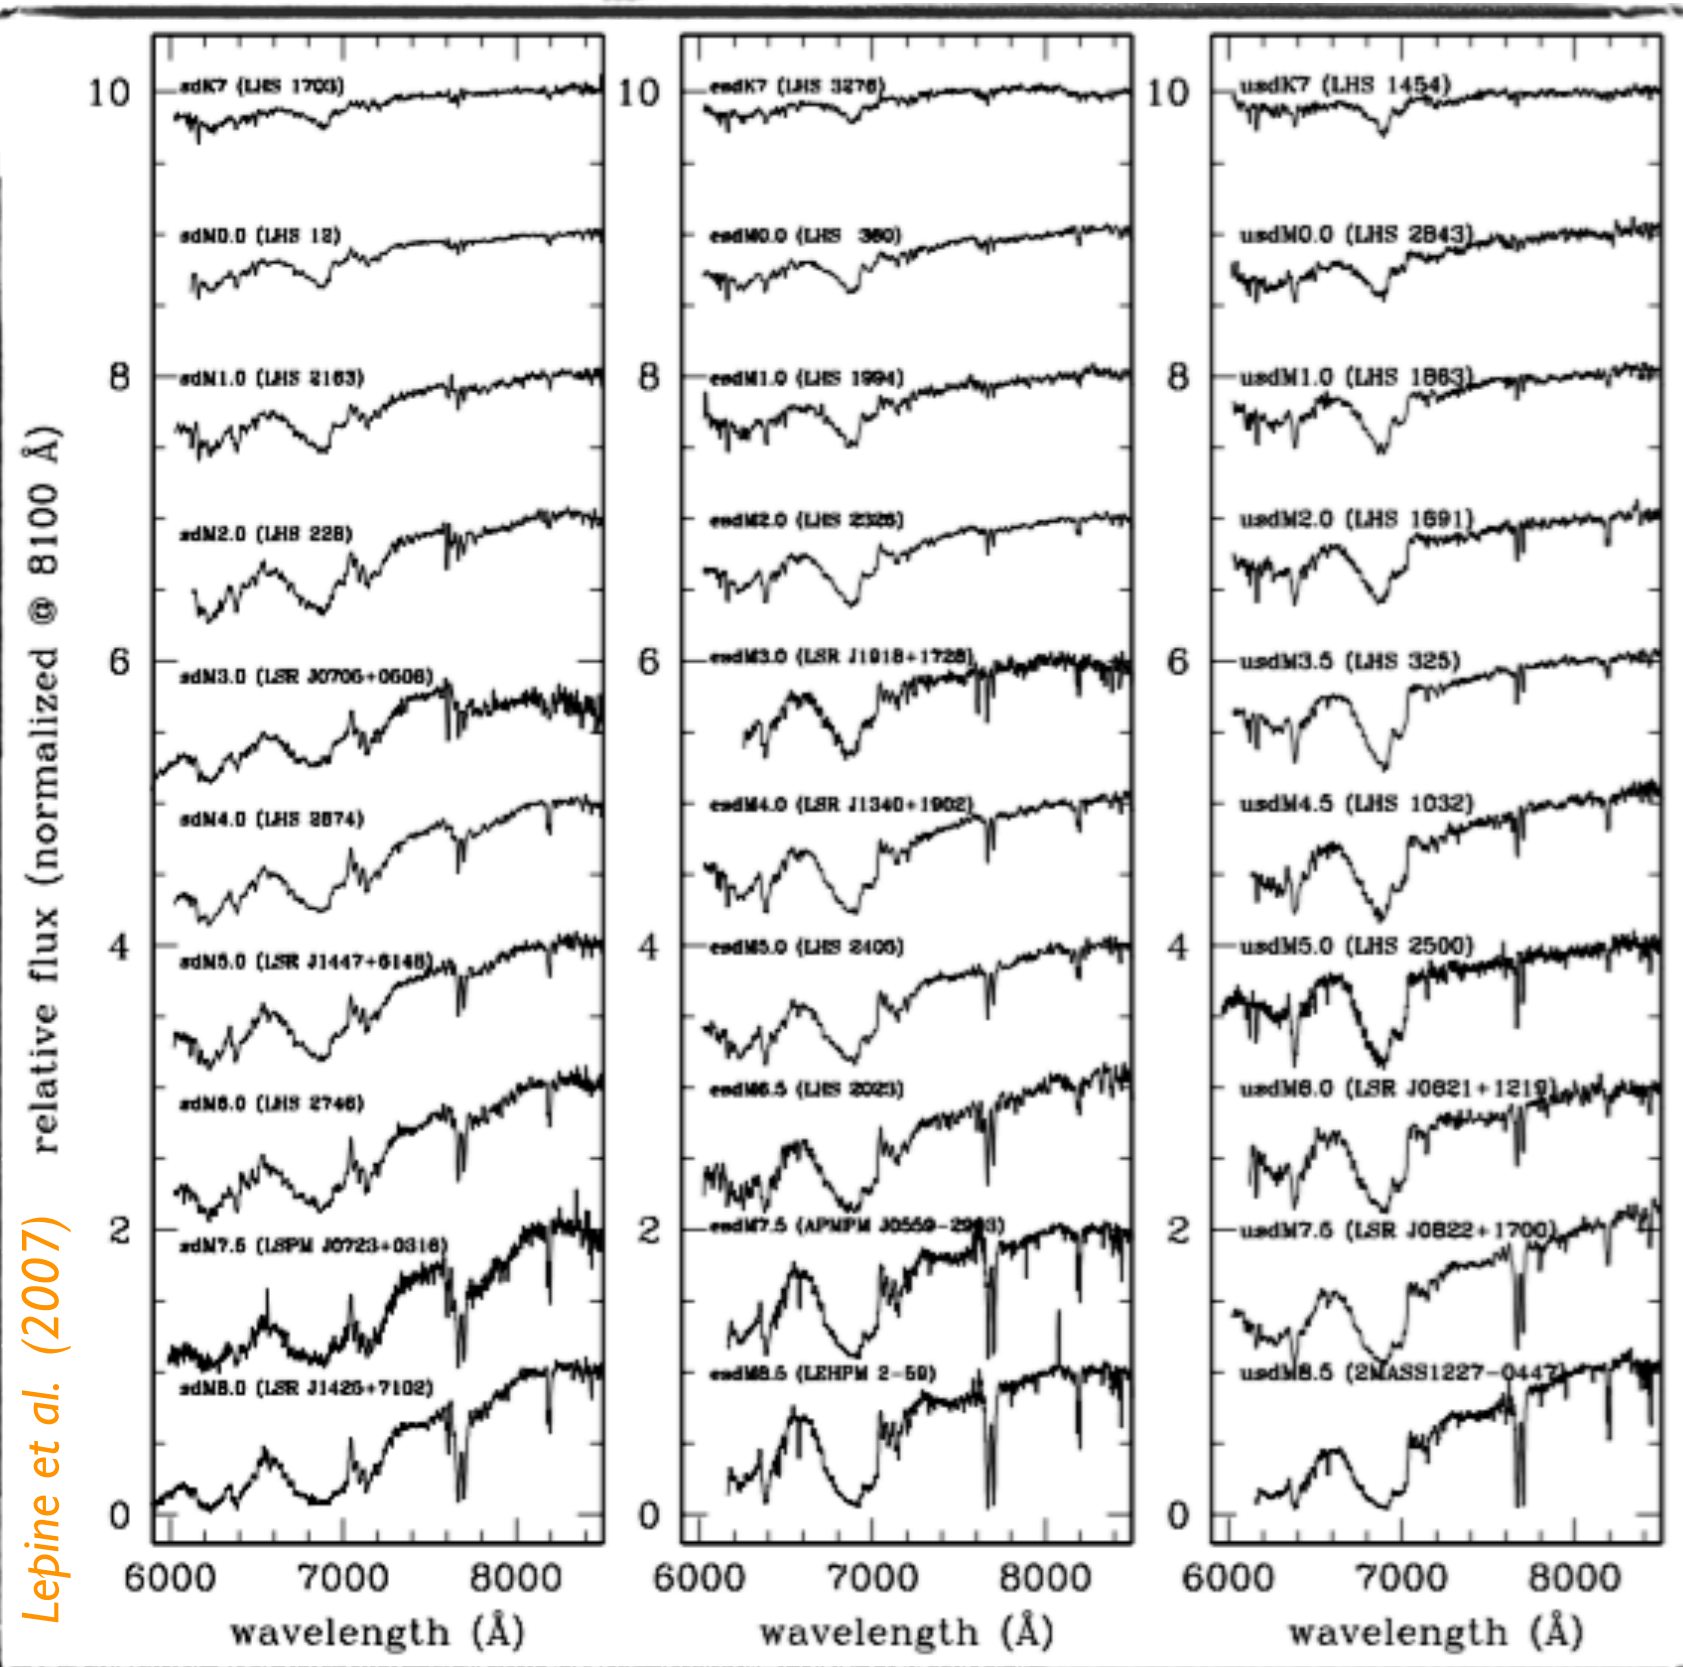 relative flux (normalized @ 8100 Å)
Lepine et al. (2007)
10
8
6
4
2
0
sdK7 (LHS 1703)
sdM0.0 (LHS 12)
sdM1.0 (LHS 2163)
sdM2.0 (LHS 228)
sdM3.0 (LSR J0705+0506)
sdM4.0 (LHS 2674)
sdM5.0 (LSR J1447+6148)
sdM6.0 (LHS 2746)
sdM7.5 (LSPM J0723+0316)
sdM8.0 (LSR J1425+7102)
6000 7000 8000
wavelength (Å)
10
8
6
4
2
0
esdK7 (LHS 3276)
esdM0.0 (LHS 360)
esdM1.0 (LHS 1994)
esdM2.0 (LHS 2326)
esdM3.0 (LSR J1918+1728)
esdM4.0 (LSR J1340+1902)
esdM5.0 (LHS 2405)
esdM6.5 (LHS 2023)
esdM7.5 (APMPM J0559-2903)
esdM8.5 (LEHPM 2-59)
6000 7000 8000
wavelength (Å)
10
8
6
4
2
0
usdK7 (LHS 1454)
usdM0.0 (LHS 2843)
usdM1.0 (LHS 1863)
usdM2.0 (LHS 1691)
usdM3.5 (LHS 325)
usdM4.5 (LHS 1032)
usdM5.0 (LHS 2500)
usdM6.0 (LSR J0621+1219)
usdM7.5 (LSR J0822+1700)
usdM8.5 (2MASS1227-0447)
6000 7000 8000
wavelength (Å)